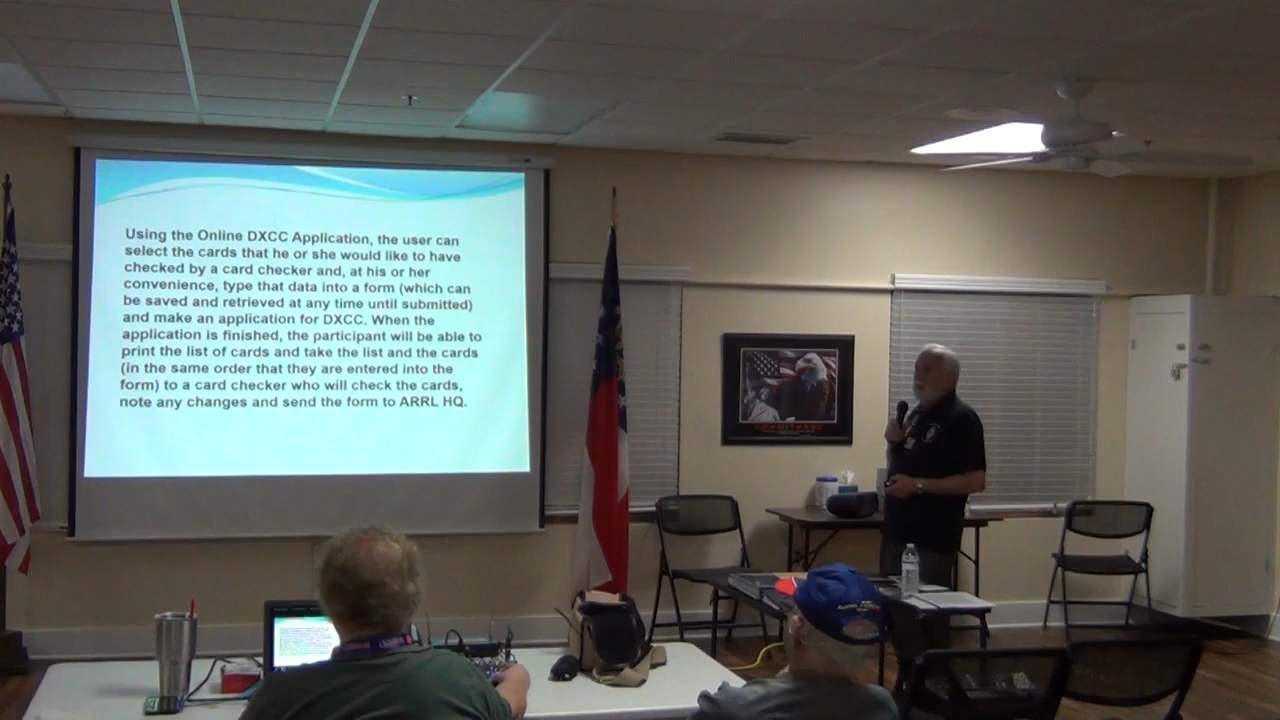 Using the Online DXCC Application, the user can
select the cards that he or she would like to have
checked by a card checker and, at his or her
convenience, type that data into a form (which can
be saved and retrieved at any time until submitted)
and make an application for DXCC. When the
application is finished, the participant will be able to
print the list of cards and take the list and the cards
(in the same order that they are entered into the
form) to a card checker who will check the cards,
note any changes and send the form to ARRL HQ.
COMMITMENT